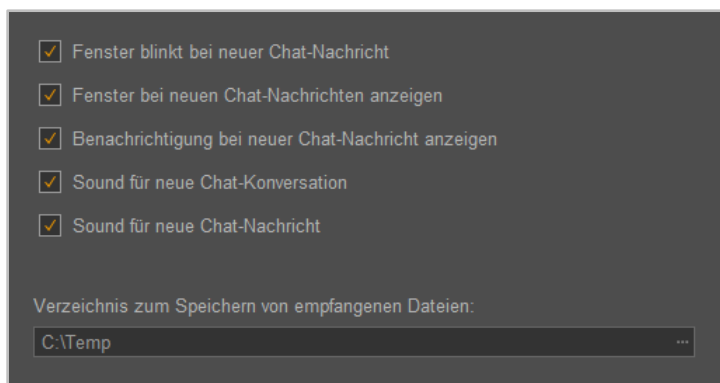 Fenster blinkt bei neuer Chat-Nachricht
Fenster bei neuen Chat-Nachrichten anzeigen
Benachrichtigung bei neuer Chat-Nachricht anzeigen
Sound für neue Chat-Konversation
Sound für neue Chat-Nachricht
Verzeichnis zum Speichern von empfangenen Dateien:
C:\Temp ...